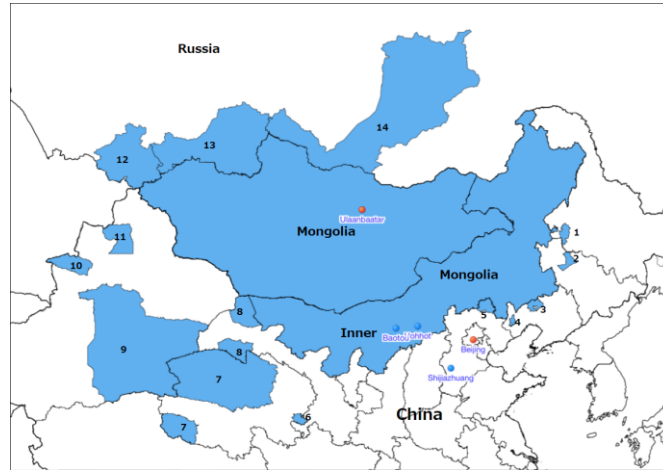 Russia
14
13
12
Ulaanbaatar
Mongolia
11
1
10
2
Mongolia
8
5
3
4
Inner
Baotou
ohhot
Beijing
9
8
7
Shijiazhuang
China
6
7